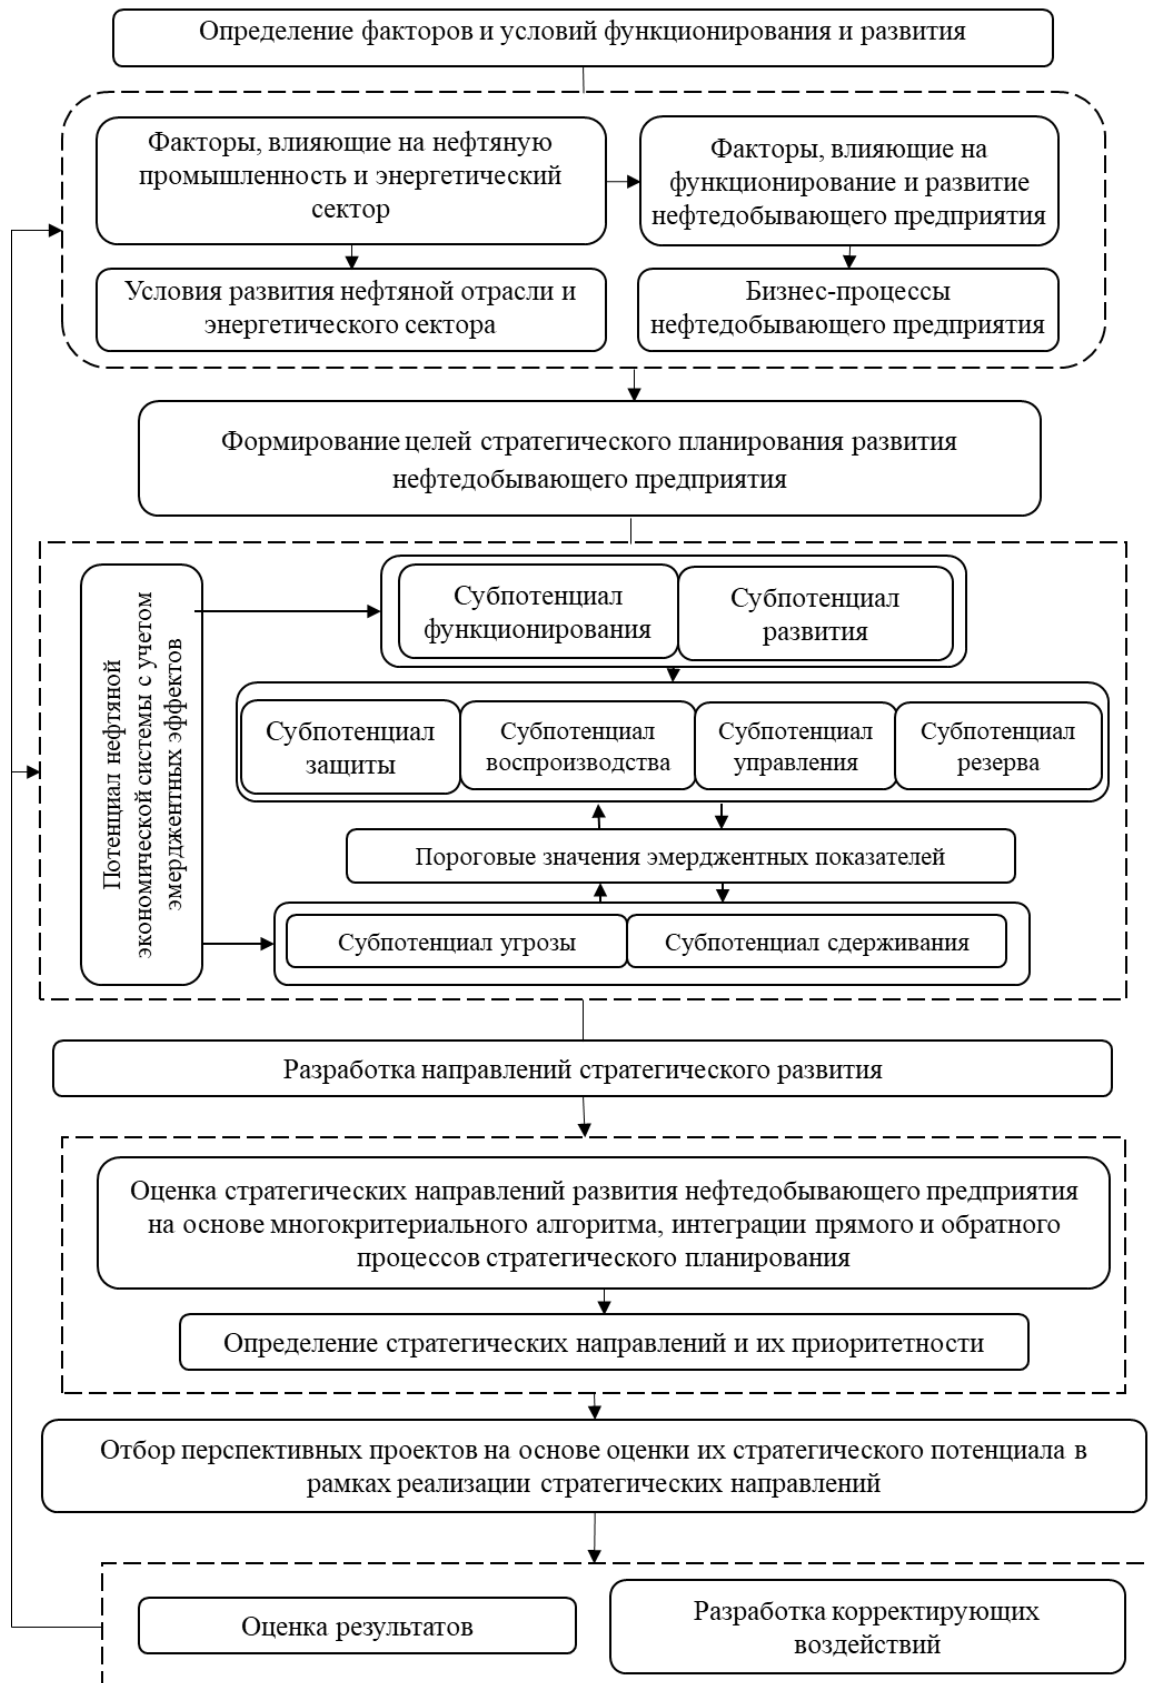 Определение факторов и условий функционирования и развития
Факторы, влияющие на нефтяную
промышленность и энергетический
сектор
Факторы, влияющие на
функционирование и развитие
нефтедобывающего предприятия
Условия развития нефтяной отрасли и
энергетического сектора
Бизнес-процессы
нефтедобывающего предприятия
Формирование целей стратегического планирования развития
нефтедобывающего предприятия
Потенциал нефтяной
экономической системы с учетом
эмерджентных эффектов
Субпотенциал
функционирования
Субпотенциал
развития
Субпотенциал
защиты
Субпотенциал
воспроизводства
Субпотенциал
управления
Субпотенциал
резерва
Пороговые значения эмерджентных показателей
Субпотенциал угрозы
Субпотенциал сдерживания
Разработка направлений стратегического развития
Оценка стратегических направлений развития нефтедобывающего предприятия
на основе многокритериального алгоритма, интеграции прямого и обратного
процессов стратегического планирования
Определение стратегических направлений и их приоритетности
Отбор перспективных проектов на основе оценки их стратегического потенциала в
рамках реализации стратегических направлений
Оценка результатов
Разработка корректирующих
воздействий